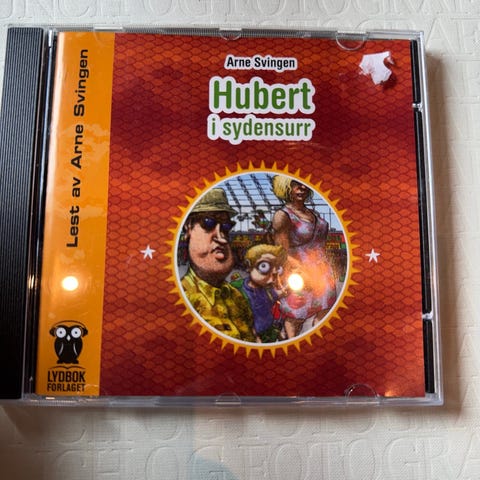 Arne Svingen
Hubert
i sydensurr
Lest av Arne Svingen
LYDBOK
FORLAGET